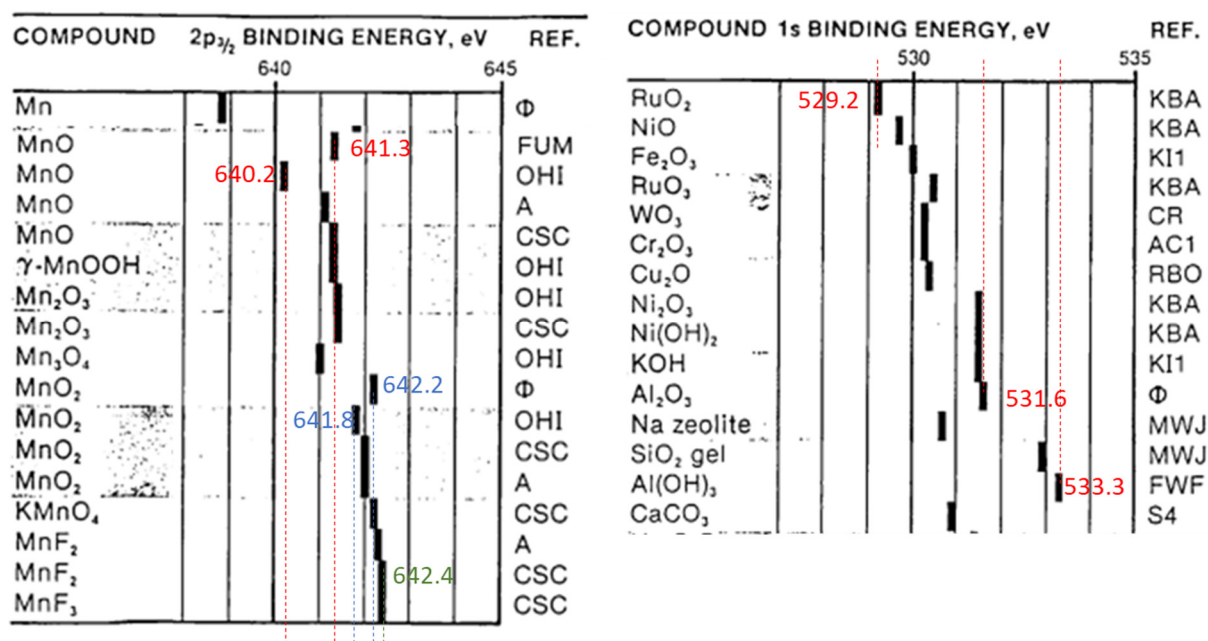 COMPOUND 2p₃/₂ BINDING ENERGY, eV REF.
640 645
Mn Φ
MnO 641.3 FUM
MnO 640.2 OHI
MnO A
MnO CSC
γ-MnOOH OHI
Mn₂O₃ OHI
Mn₂O₃ CSC
Mn₃O₄ OHI
MnO₂ 642.2 Φ
MnO₂ 641.8 OHI
MnO₂ CSC
MnO₂ A
KMnO₄ CSC
MnF₂ A
MnF₂ 642.4 CSC
MnF₃ CSC
COMPOUND 1s BINDING ENERGY, eV REF.
530 535
RuO₂ 529.2 KBA
NiO KBA
Fe₂O₃ KI1
RuO₃ KBA
WO₃ CR
Cr₂O₃ AC1
Cu₂O RBO
Ni₂O₃ KBA
Ni(OH)₂ KBA
KOH KI1
Al₂O₃ 531.6 Φ
Na zeolite MWJ
SiO₂ gel MWJ
Al(OH)₃ 533.3 FWF
CaCO₃ S4